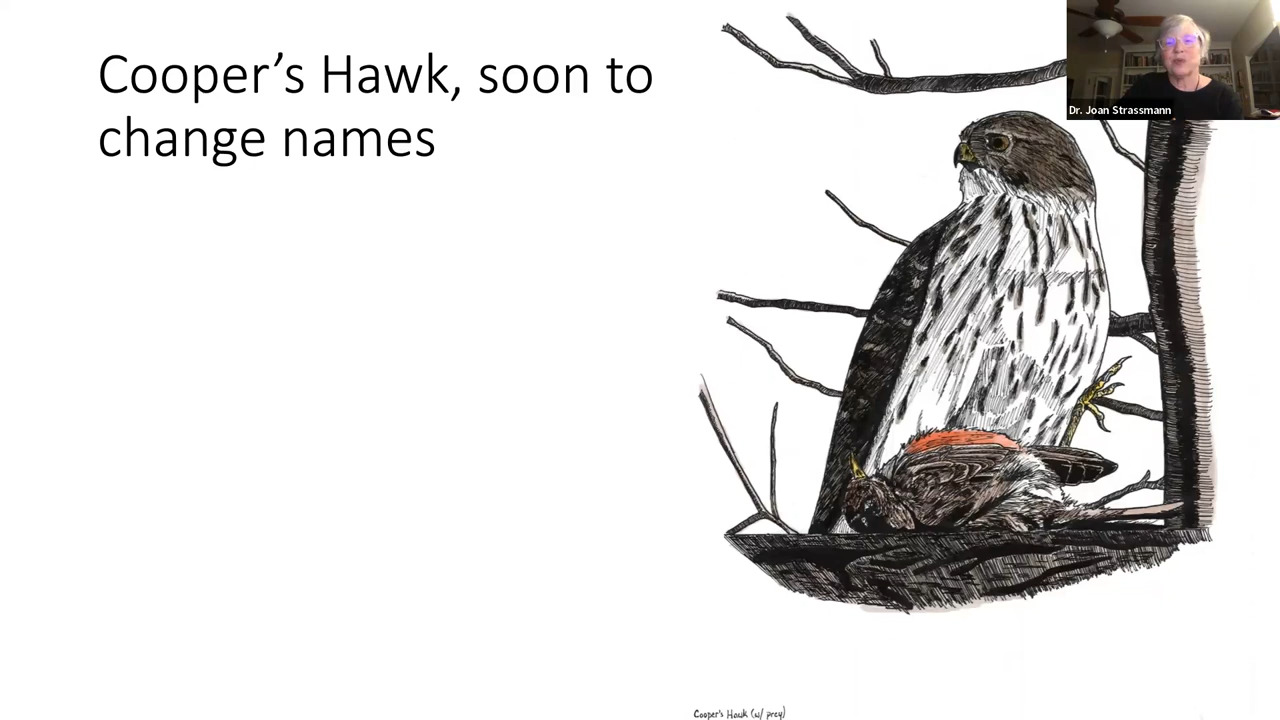 Cooper’s Hawk, soon to
change names
Dr. Joan Strassmann
Cooper's Hawk (w/ prey)